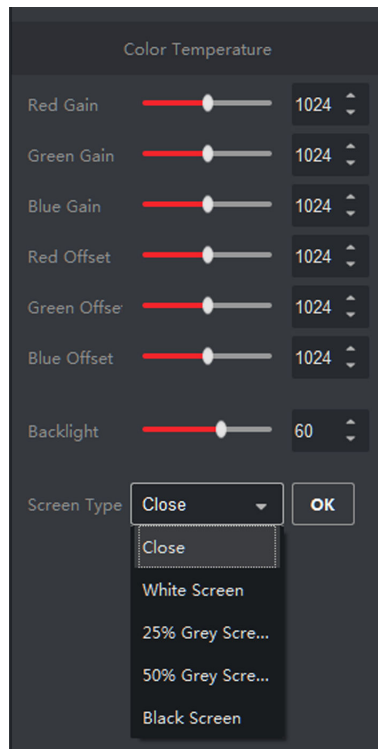 Color Temperature
Red Gain 1024
Green Gain 1024
Blue Gain 1024
Red Offset 1024
Green Offse 1024
Blue Offset 1024
Backlight 60
Screen Type Close OK
Close
White Screen
25% Grey Scre...
50% Grey Scre...
Black Screen